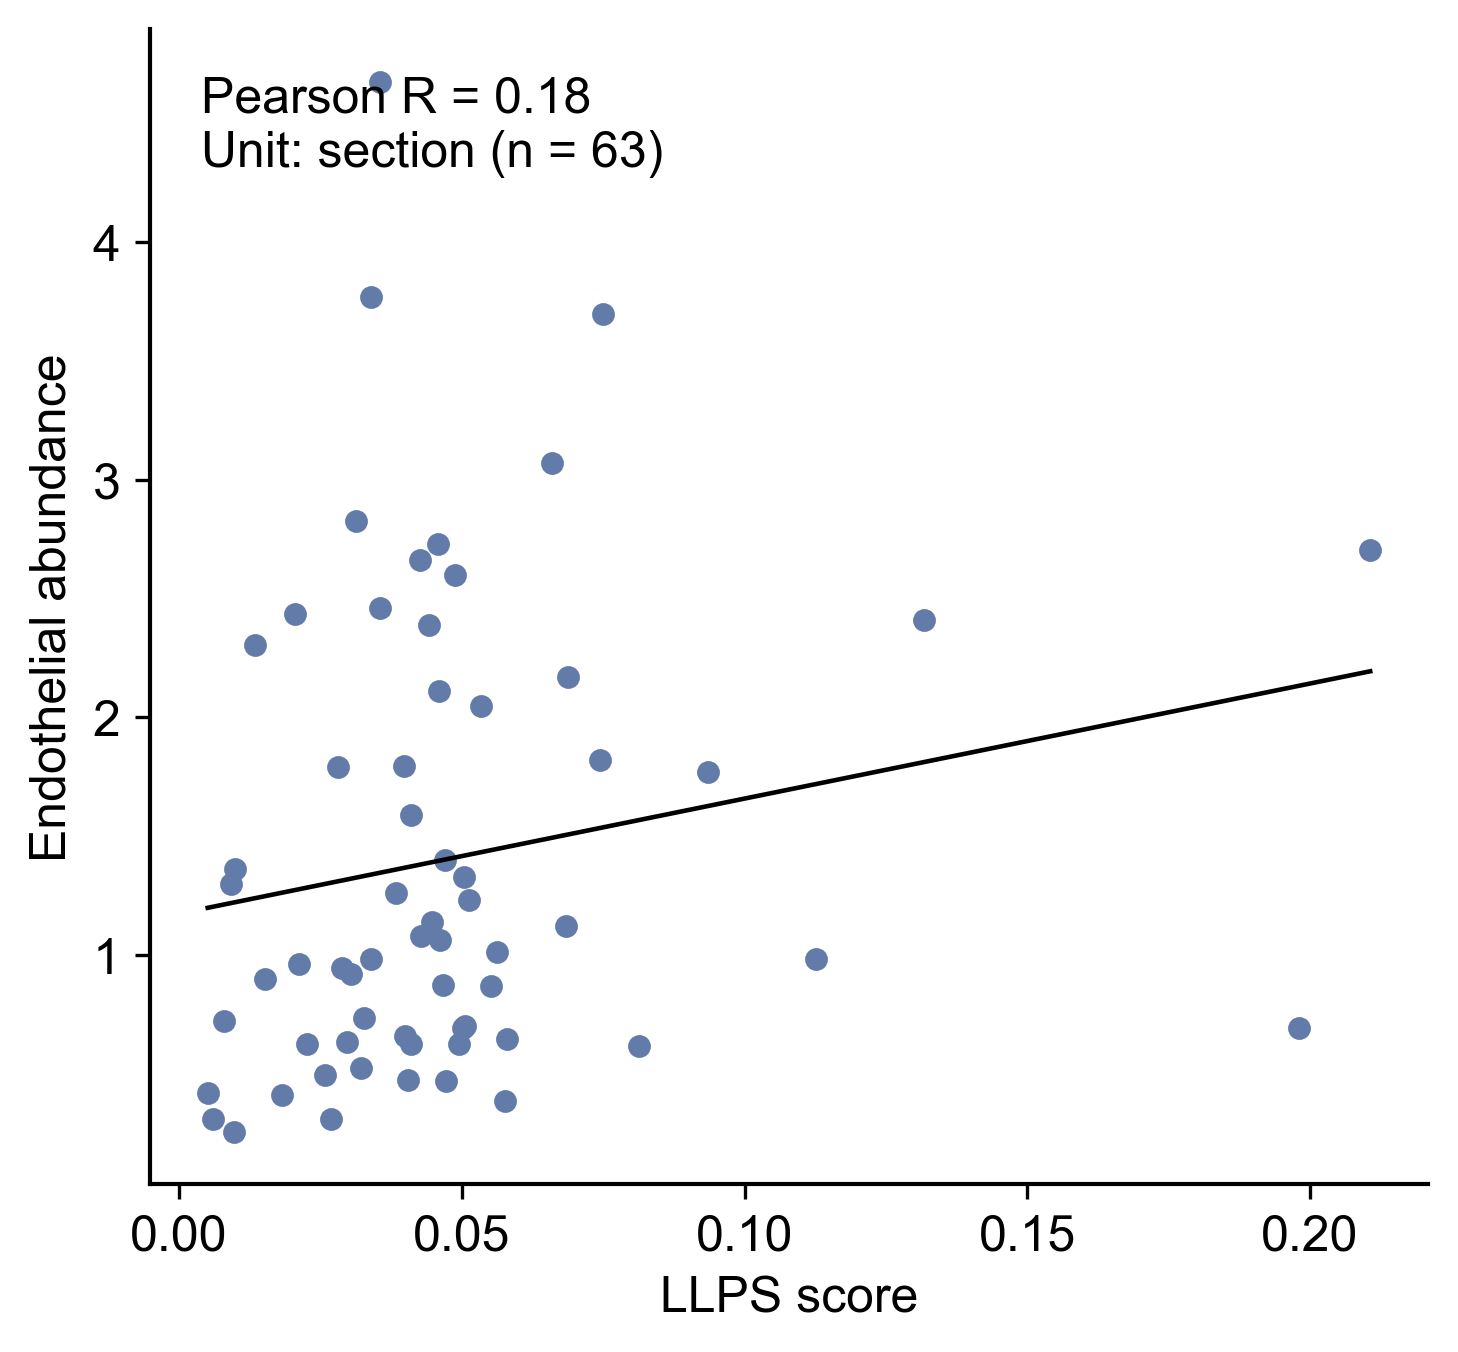 Pearson R = 0.18
Unit: section (n = 63)
Endothelial abundance
4
3
2
1
0.00 0.05 0.10 0.15 0.20
LLPS score